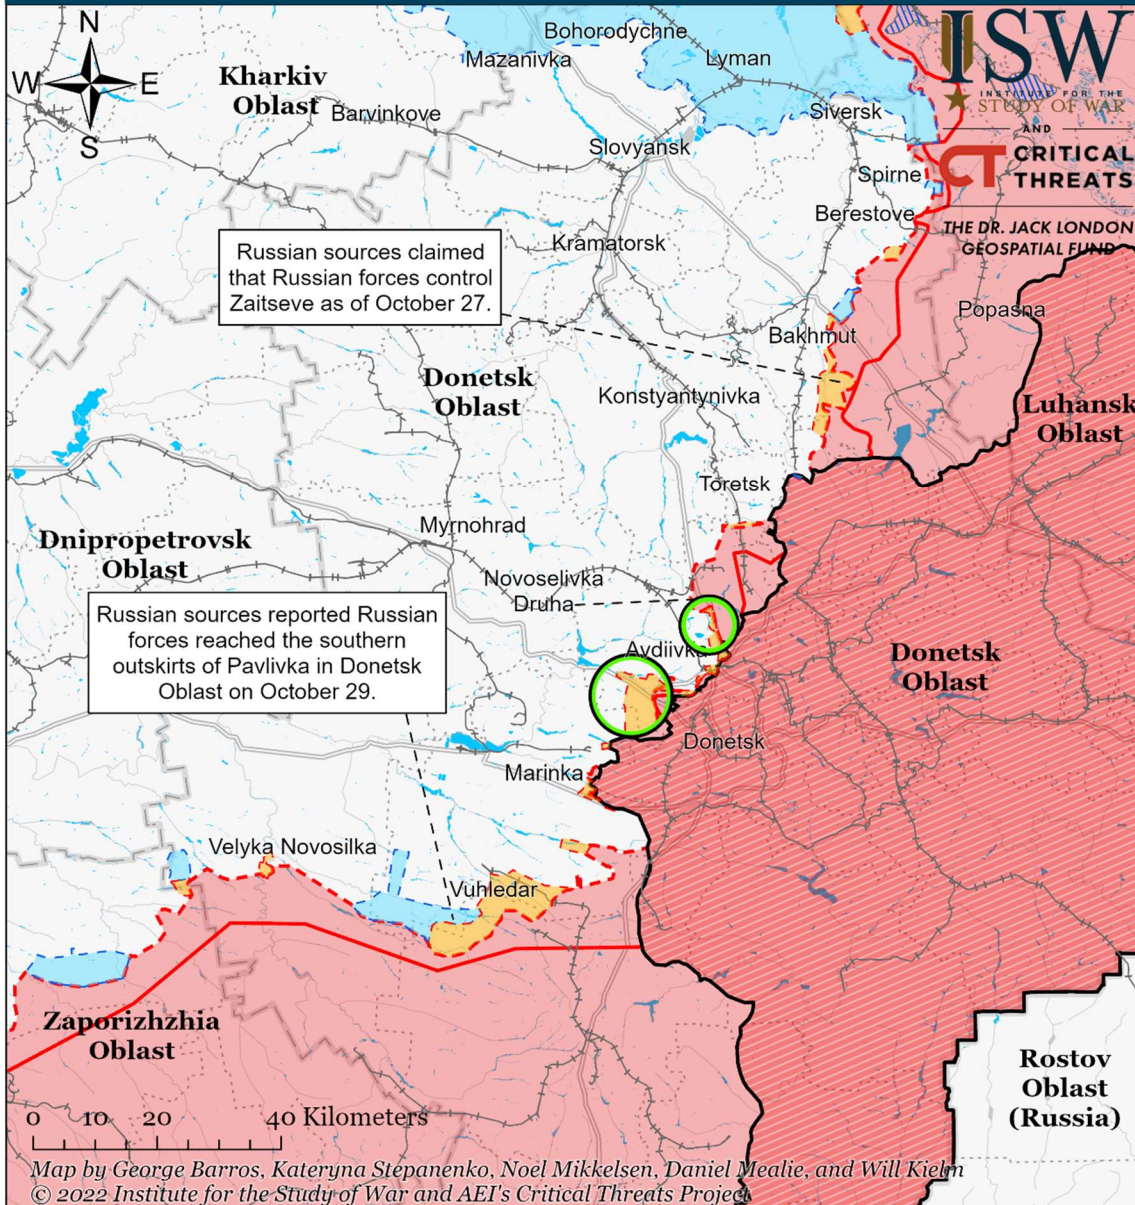 N
W
E
S
Kharkiv
Oblast
Barvinkove
Mazanivka
Bohorodychne
Lyman
ISW
INSTITUTE FOR THE
STUDY OF WAR
AND
CT CRITICAL
THREATS
THE DR. JACK LONDON
GEOSPATIAL FUND
Siversk
Slovyansk
Spirne
Berestove
Kramatorsk
Russian sources claimed
that Russian forces control
Zaitseve as of October 27.
Popasna
Bakhmut
Donetsk
Oblast
Konstyantynivka
Luhansk
Oblast
Toretsk
Myrnohrad
Dnipropetrovsk
Oblast
Novoselivka
Druha
Russian sources reported Russian
forces reached the southern
outskirts of Pavlivka in Donetsk
Oblast on October 29.
Avdiivka
Donetsk
Oblast
Donetsk
Marinka
Velyka Novosilka
Vuhledar
Zaporizhzhia
Oblast
Rostov
Oblast
(Russia)
0 10 20 40 Kilometers
Map by George Barros, Kateryna Stepanenko, Noel Mikkelsen, Daniel Mealie, and Will Kielm
© 2022 Institute for the Study of War and AEI's Critical Threats Project